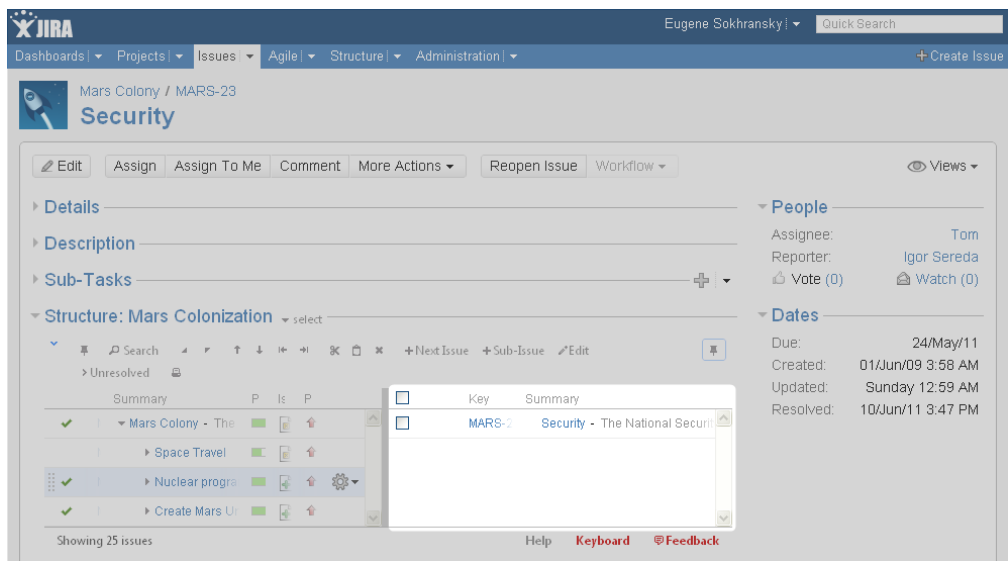 JIRA
Eugene Sokhransky
Quick Search
Dashboards Projects Issues Agile Structure Administration
+ Create Issue
Mars Colony / MARS-23
Security
Edit Assign Assign To Me Comment More Actions Reopen Issue Workflow Views
Details
Description
Sub-Tasks
Structure: Mars Colonization select
Search +Next Issue +Sub-Issue Edit
Unresolved
Summary P Is P
Mars Colony - The
Space Travel
Nuclear progra
Create Mars U
Key Summary
MARS-2 Security - The National Securit
Showing 25 issues
Help Keyboard Feedback
People
Assignee: Tom
Reporter: Igor Sereda
Vote (0) Watch (0)
Dates
Due: 24/May/11
Created: 01/Jun/09 3:58 AM
Updated: Sunday 12:59 AM
Resolved: 10/Jun/11 3:47 PM